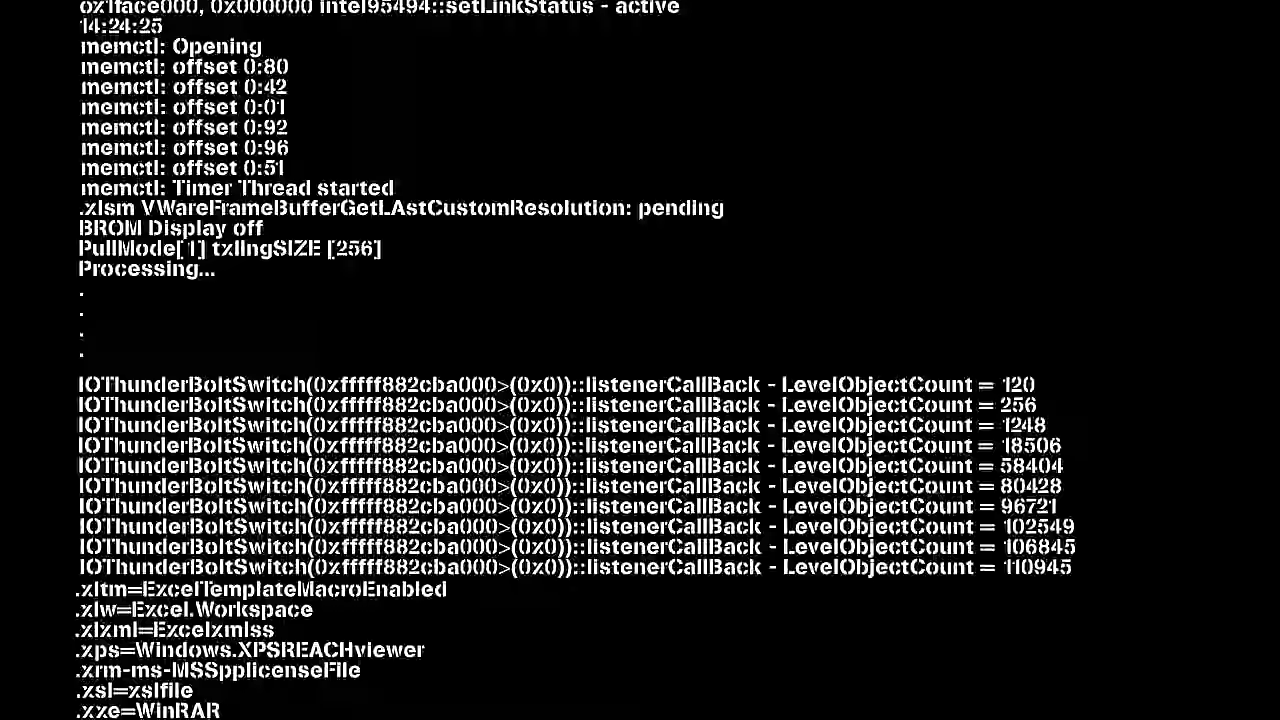 0x1face000, 0x000000 intel95494::setLinkStatus - active
14:24:25
memctl: Opening
memctl: offset 0:80
memctl: offset 0:42
memctl: offset 0:01
memctl: offset 0:92
memctl: offset 0:96
memctl: offset 0:51
memctl: Timer Thread started
.xlsm VWareFrameBufferGetLAstCustomResolution: pending
BROM Display off
PullMode[1] txlIngSIZE [256]
Processing...
.
.
.
.
IOThunderBoltSwitch(0xfffff882cba000>(0x0))::listenerCallBack - LevelObjectCount = 120
IOThunderBoltSwitch(0xfffff882cba000>(0x0))::listenerCallBack - LevelObjectCount = 256
IOThunderBoltSwitch(0xfffff882cba000>(0x0))::listenerCallBack - LevelObjectCount = 1248
IOThunderBoltSwitch(0xfffff882cba000>(0x0))::listenerCallBack - LevelObjectCount = 18506
IOThunderBoltSwitch(0xfffff882cba000>(0x0))::listenerCallBack - LevelObjectCount = 58404
IOThunderBoltSwitch(0xfffff882cba000>(0x0))::listenerCallBack - LevelObjectCount = 80428
IOThunderBoltSwitch(0xfffff882cba000>(0x0))::listenerCallBack - LevelObjectCount = 96721
IOThunderBoltSwitch(0xfffff882cba000>(0x0))::listenerCallBack - LevelObjectCount = 102549
IOThunderBoltSwitch(0xfffff882cba000>(0x0))::listenerCallBack - LevelObjectCount = 106845
IOThunderBoltSwitch(0xfffff882cba000>(0x0))::listenerCallBack - LevelObjectCount = 110945
.xltm=ExcelTemplateMacroEnabled
.xlw=Excel.Workspace
.xlxml=Excelxmlss
.xps=Windows.XPSREACHviewer
.xrm-ms-MSSpplicenseFIle
.xsl=xslfile
.xxe=WinRAR